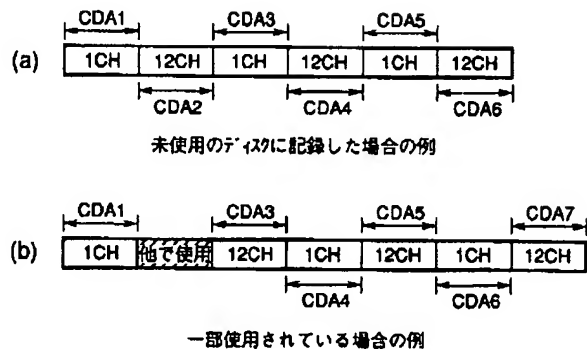 CDA1 CDA3 CDA5
(a) 1CH 12CH 1CH 12CH 1CH 12CH
CDA2 CDA4 CDA6
未使用のディスクに記録した場合の例
CDA1 CDA3 CDA5 CDA7
(b) 1CH 他で使用 12CH 1CH 12CH 1CH 12CH
CDA4 CDA6
一部使用されている場合の例